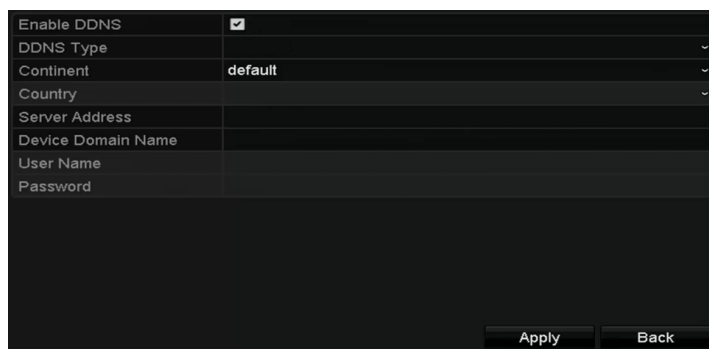 Enable DDNS
DDNS Type
Continent default
Country
Server Address
Device Domain Name
User Name
Password
Apply Back